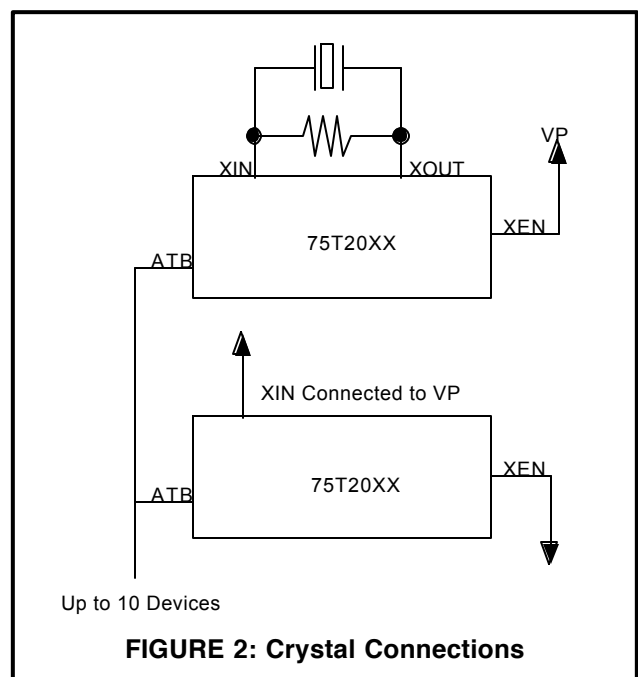 VP
XIN XOUT
XEN
75T20XX
ATB
XIN Connected to VP
XEN
75T20XX
ATB
Up to 10 Devices
FIGURE 2: Crystal Connections